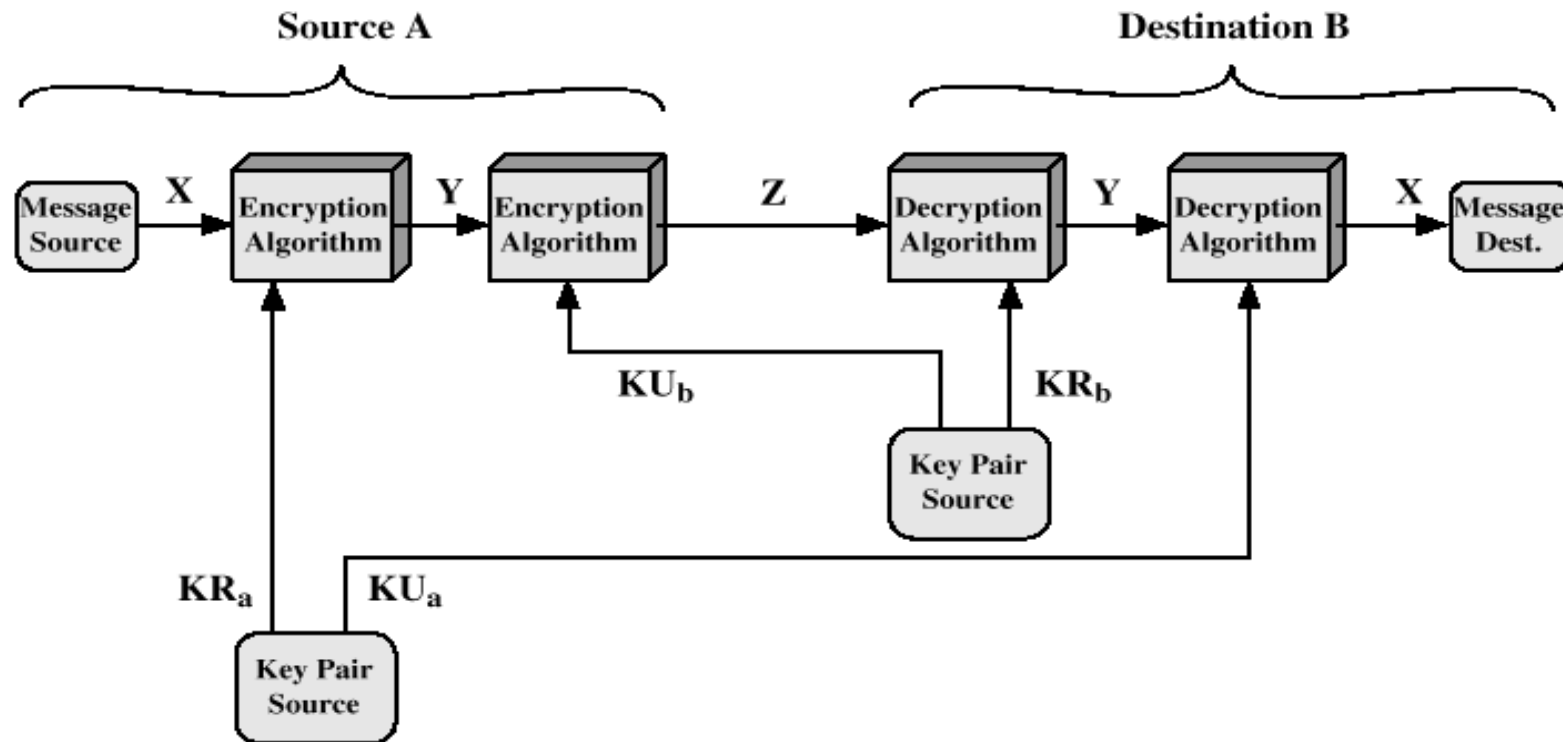 Source A
Destination B
Message
Source
X
Encryption
Algorithm
Y
Encryption
Algorithm
Z
Decryption
Algorithm
Y
Decryption
Algorithm
X
Message
Dest.
KUb
KRb
Key Pair
Source
KRa
KUa
Key Pair
Source